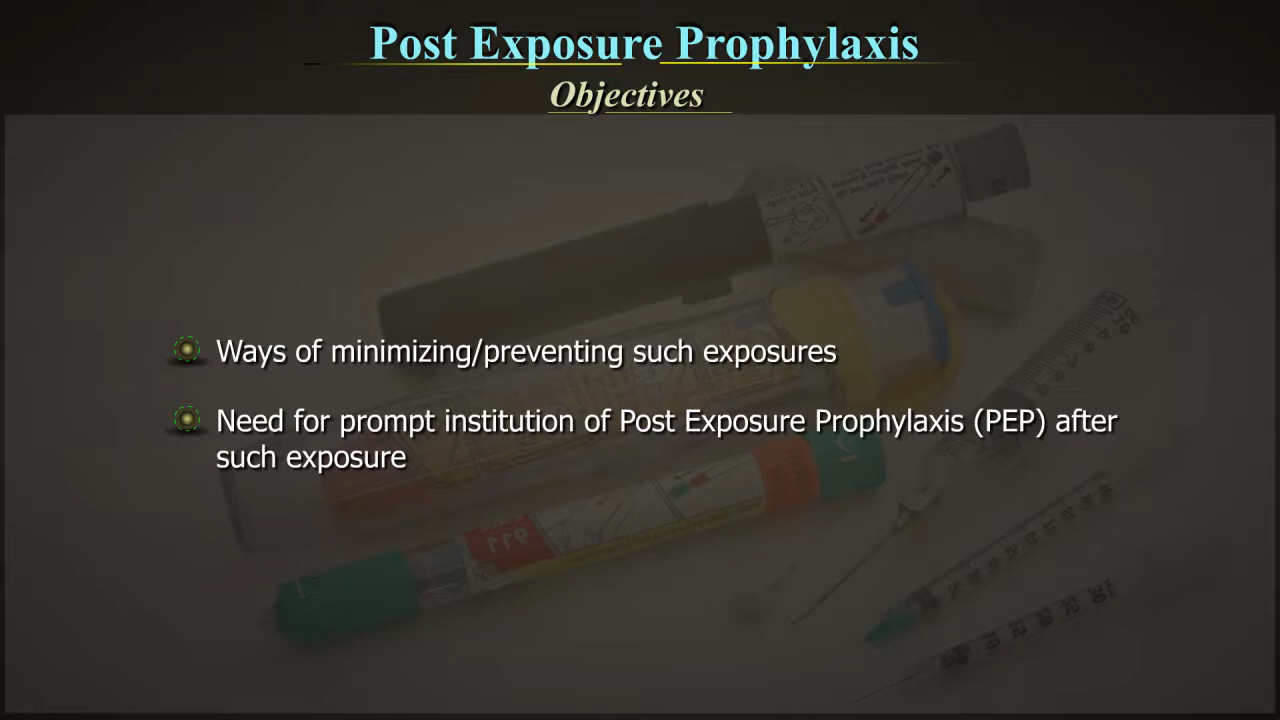 Post Exposure Prophylaxis
Objectives
Ways of minimizing/preventing such exposures
Need for prompt institution of Post Exposure Prophylaxis (PEP) after
such exposure